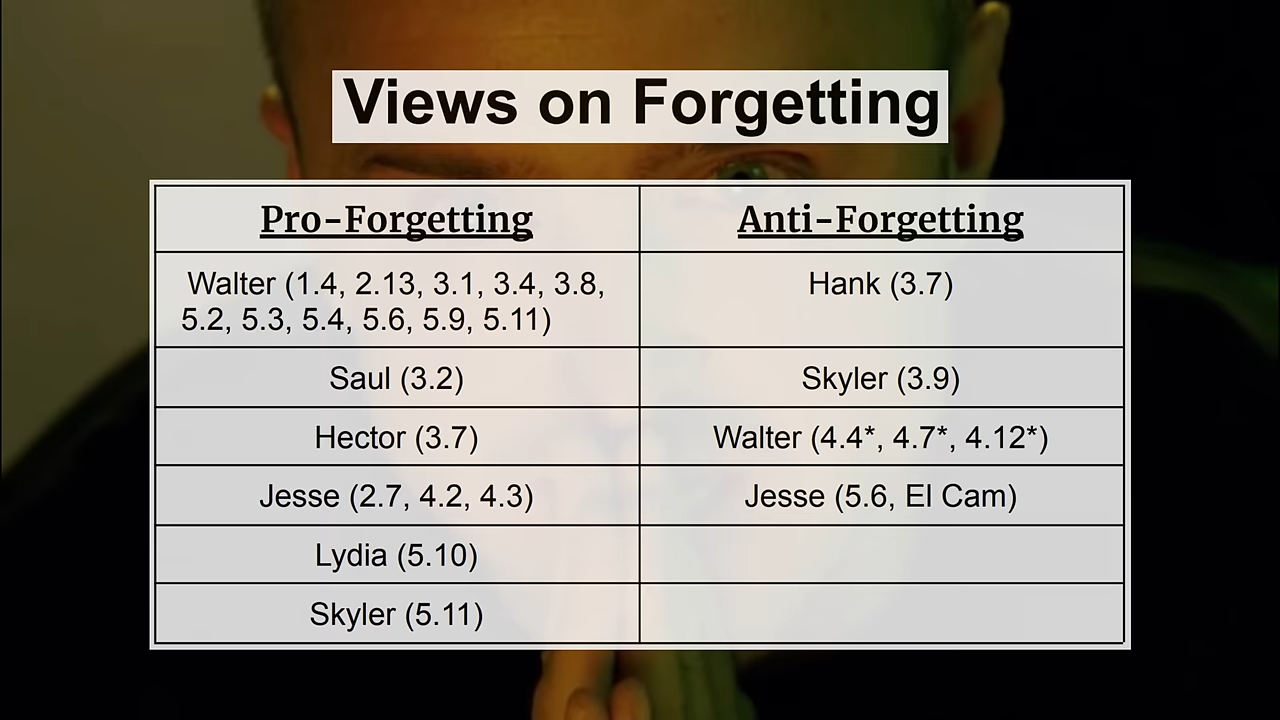 Views on Forgetting
Pro-Forgetting
Anti-Forgetting
Walter (1.4, 2.13, 3.1, 3.4, 3.8,
5.2, 5.3, 5.4, 5.6, 5.9, 5.11)
Hank (3.7)
Saul (3.2)
Skyler (3.9)
Hector (3.7)
Walter (4.4*, 4.7*, 4.12*)
Jesse (2.7, 4.2, 4.3)
Jesse (5.6, El Cam)
Lydia (5.10)
Skyler (5.11)